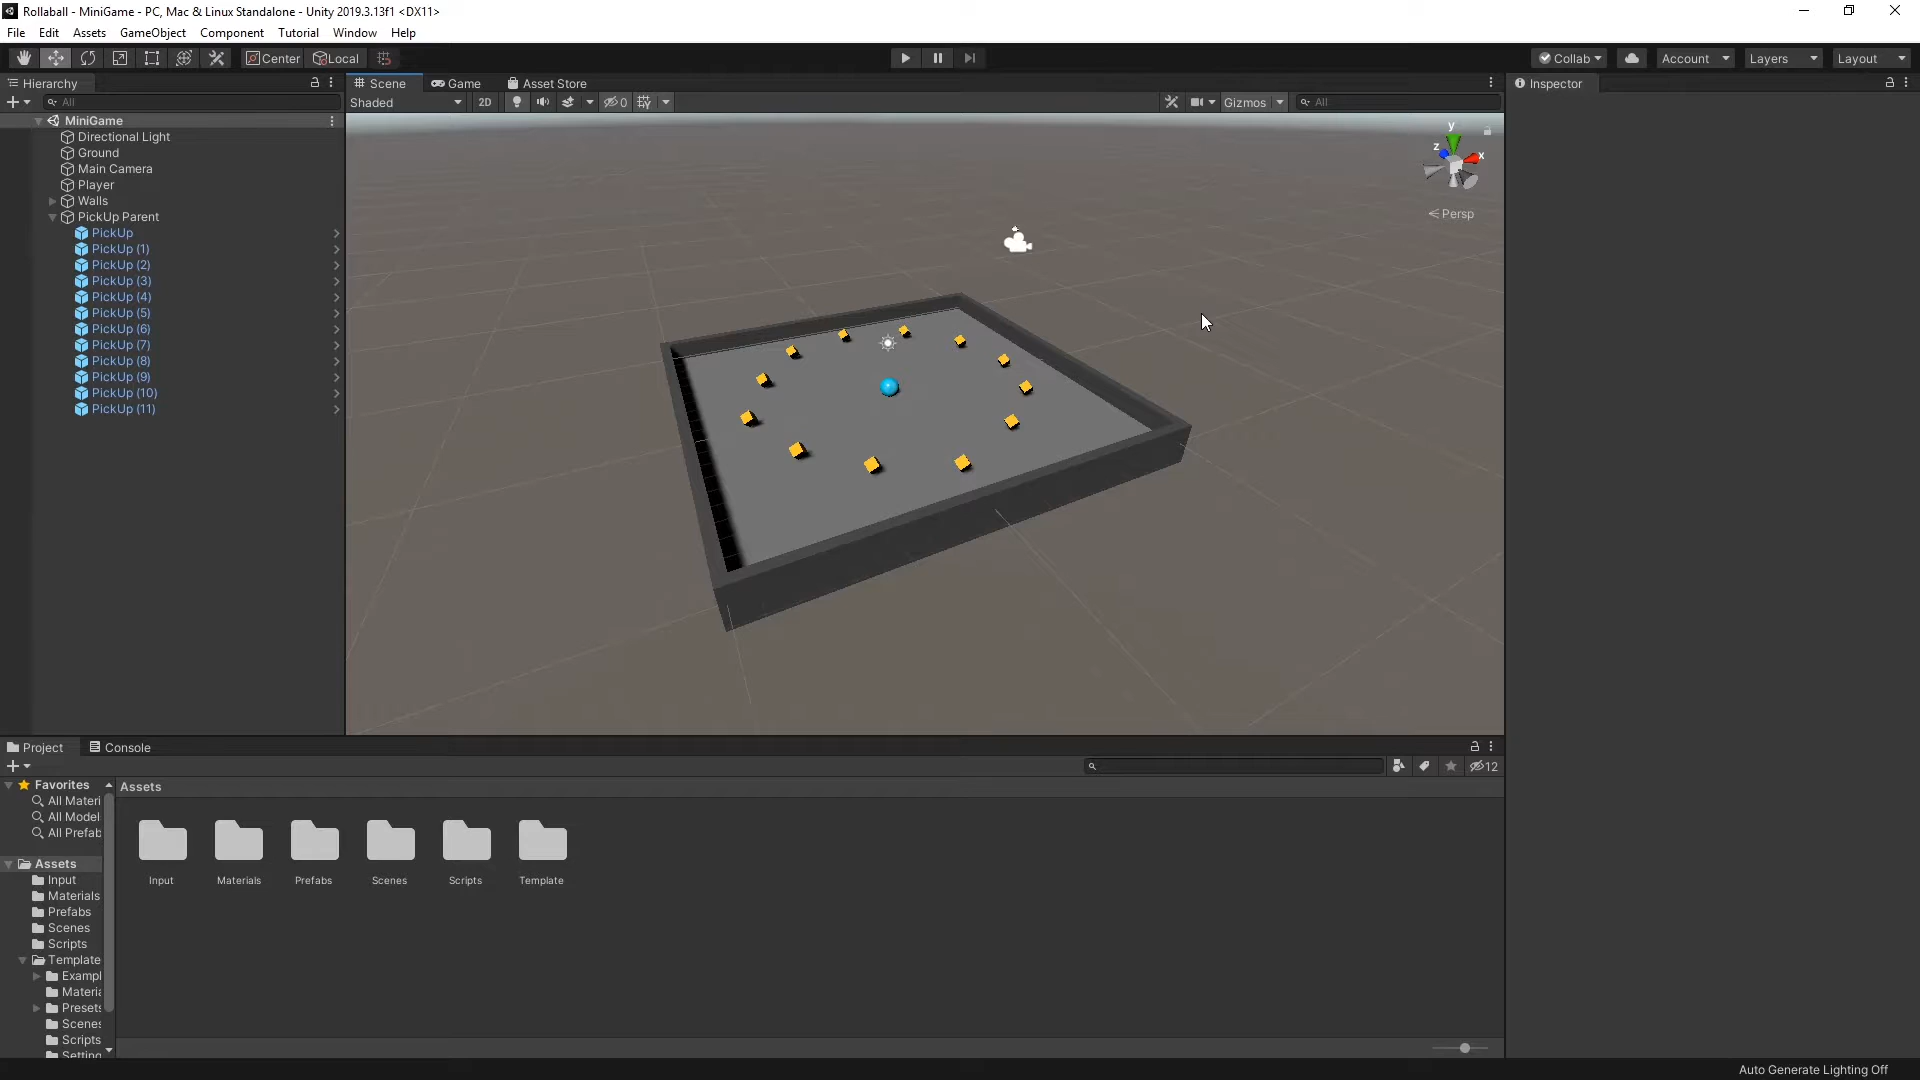 Rollaball - MiniGame - PC, Mac & Linux Standalone - Unity 2019.3.13f1 <DX11>
File Edit Assets GameObject Component Tutorial Window Help
Center Local Collab Account Layers Layout
Hierarchy
Scene Game Asset Store
Inspector
All
Shaded 2D 0 Gizmos All
MiniGame
Directional Light
Ground
Main Camera
Player
Walls
PickUp Parent
PickUp
PickUp (1)
PickUp (2)
PickUp (3)
PickUp (4)
PickUp (5)
PickUp (6)
PickUp (7)
PickUp (8)
PickUp (9)
PickUp (10)
PickUp (11)
y
z
x
Persp
Project Console
12
Favorites
All Materi
All Model
All Prefab
Assets
Input
Materials
Prefabs
Scenes
Scripts
Template
Exampl
Materia
Presets
Scenes
Scripts
Setting
Assets
Input Materials Prefabs Scenes Scripts Template
Auto Generate Lighting Off